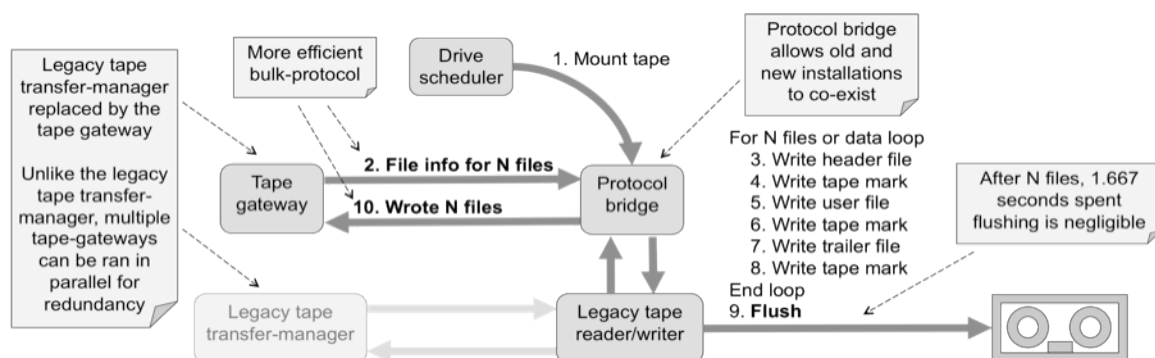 Legacy tape
transfer-manager
replaced by the
tape gateway
Unlike the legacy
tape transfer-
manager, multiple
tape-gateways
can be ran in
parallel for
redundancy
More efficient
bulk-protocol
Drive
scheduler
1. Mount tape
Protocol bridge
allows old and
new installations
to co-exist
Tape
gateway
2. File info for N files
10. Wrote N files
Protocol
bridge
For N files or data loop
3. Write header file
4. Write tape mark
5. Write user file
6. Write tape mark
7. Write trailer file
8. Write tape mark
End loop
9. Flush
After N files, 1.667
seconds spent
flushing is negligible
Legacy tape
transfer-manager
Legacy tape
reader/writer